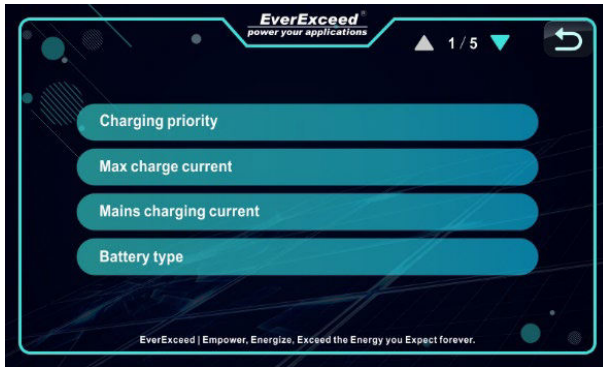 EverExceed®
power your applications
1/5
Charging priority
Max charge current
Mains charging current
Battery type
EverExceed | Empower, Energize, Exceed the Energy you Expect forever.